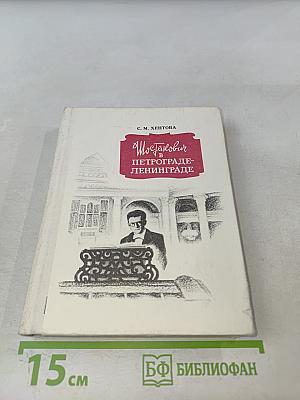 С. М. ХЕНТОВА
Шостакович
в
ПЕТРОГРАДЕ-
ЛЕНИНГРАДЕ
15 см
БФ БИБЛИОФАН